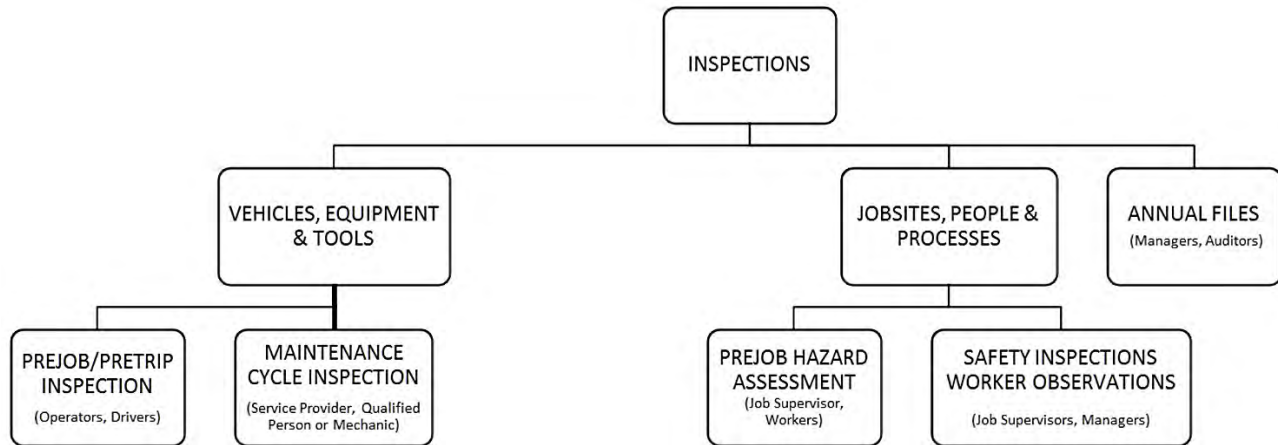 INSPECTIONS
VEHICLES, EQUIPMENT
& TOOLS
JOBSITES, PEOPLE &
PROCESSES
ANNUAL FILES
(Managers, Auditors)
PREJOB/PRETRIP
INSPECTION
(Operators, Drivers)
MAINTENANCE
CYCLE INSPECTION
(Service Provider, Qualified
Person or Mechanic)
PREJOB HAZARD
ASSESSMENT
(Job Supervisor,
Workers)
SAFETY INSPECTIONS
WORKER OBSERVATIONS
(Job Supervisors, Managers)